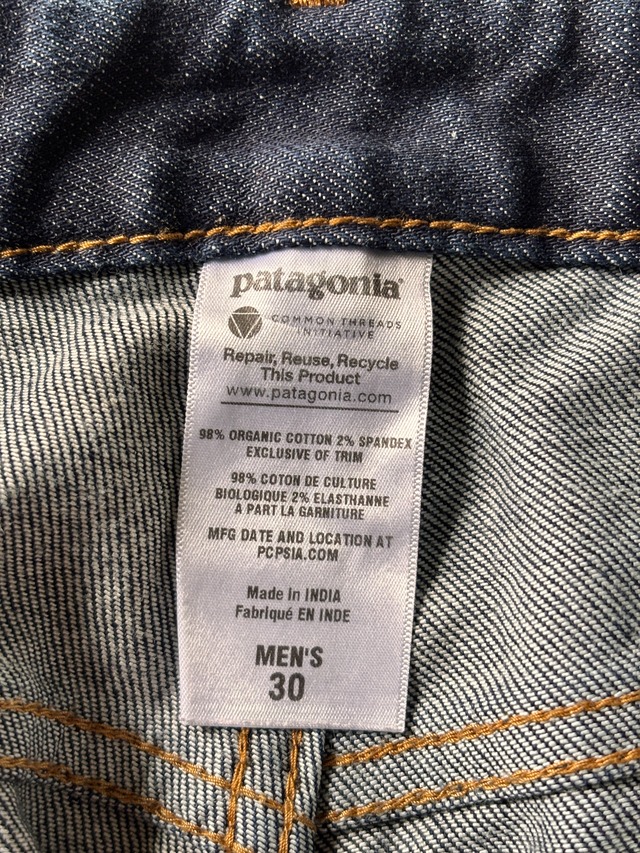 patagonia®
COMMON THREADS
INITIATIVE
Repair, Reuse, Recycle
This Product
www.patagonia.com
98% ORGANIC COTTON 2% SPANDEX
EXCLUSIVE OF TRIM
98% COTON DE CULTURE
BIOLOGIQUE 2% ELASTHANNE
A PART LA GARNITURE
MFG DATE AND LOCATION AT
PCPSIA.COM
Made in INDIA
Fabriqué EN INDE
MEN'S
30